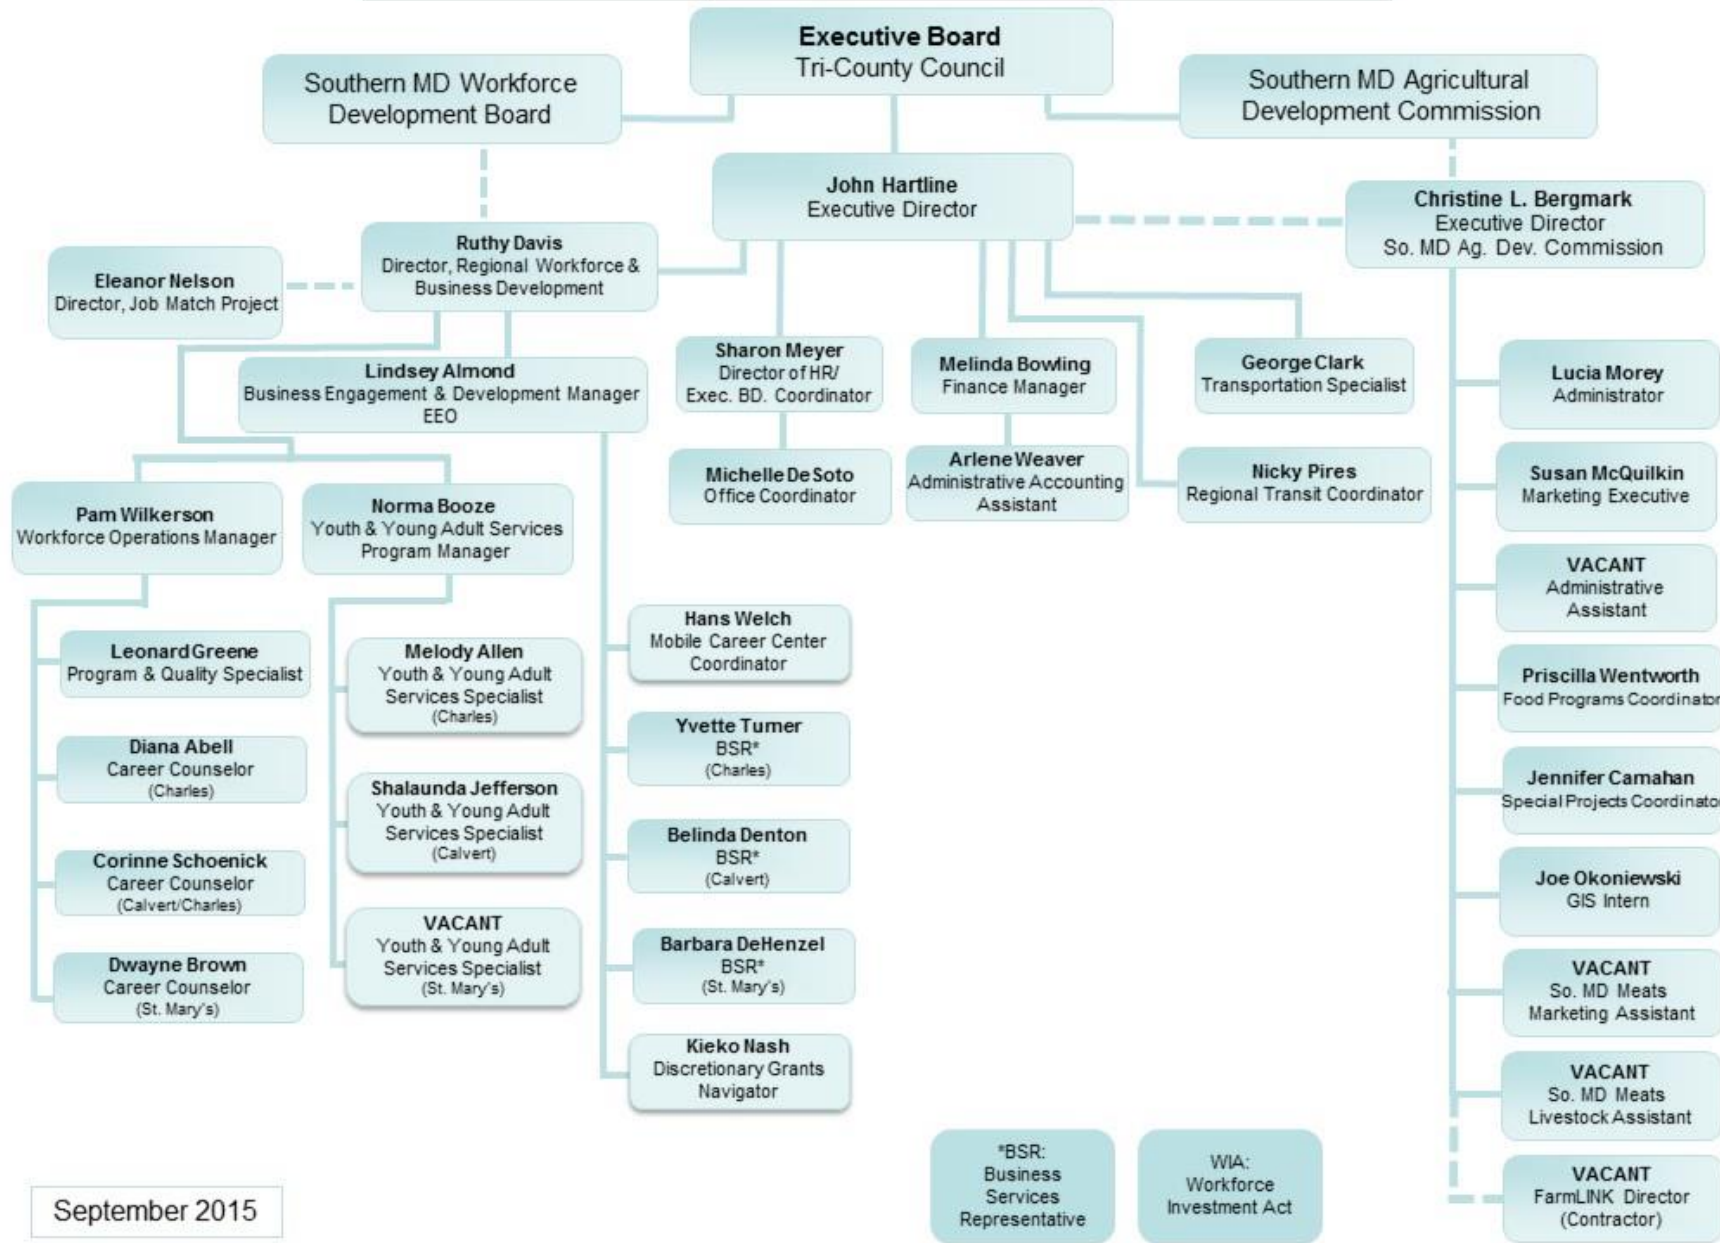 Executive Board
Tri-County Council
Southern MD Workforce
Development Board
Southern MD Agricultural
Development Commission
John Hartline
Executive Director
Christine L. Bergmark
Executive Director
So. MD Ag. Dev. Commission
Ruthy Davis
Director, Regional Workforce &
Business Development
Eleanor Nelson
Director, Job Match Project
Lindsey Almond
Business Engagement & Development Manager
EEO
Sharon Meyer
Director of HR/
Exec. BD. Coordinator
Melinda Bowling
Finance Manager
George Clark
Transportation Specialist
Michelle DeSoto
Office Coordinator
Arlene Weaver
Administrative Accounting
Assistant
Nicky Pires
Regional Transit Coordinator
Pam Wilkerson
Workforce Operations Manager
Norma Booze
Youth & Young Adult Services
Program Manager
Leonard Greene
Program & Quality Specialist
Diana Abell
Career Counselor
(Charles)
Corinne Schoenick
Career Counselor
(Calvert/Charles)
Dwayne Brown
Career Counselor
(St. Mary's)
Melody Allen
Youth & Young Adult
Services Specialist
(Charles)
Shalaunda Jefferson
Youth & Young Adult
Services Specialist
(Calvert)
VACANT
Youth & Young Adult
Services Specialist
(St. Mary's)
Hans Welch
Mobile Career Center
Coordinator
Yvette Turner
BSR*
(Charles)
Belinda Denton
BSR*
(Calvert)
Barbara DeHenzel
BSR*
(St. Mary's)
Kieko Nash
Discretionary Grants
Navigator
Lucia Morey
Administrator
Susan McQuilkin
Marketing Executive
VACANT
Administrative
Assistant
Priscilla Wentworth
Food Programs Coordinator
Jennifer Carnahan
Special Projects Coordinator
Joe Okoniewski
GIS Intern
VACANT
So. MD Meats
Marketing Assistant
VACANT
So. MD Meats
Livestock Assistant
VACANT
FarmLINK Director
(Contractor)
*BSR:
Business
Services
Representative
WIA:
Workforce
Investment Act
September 2015